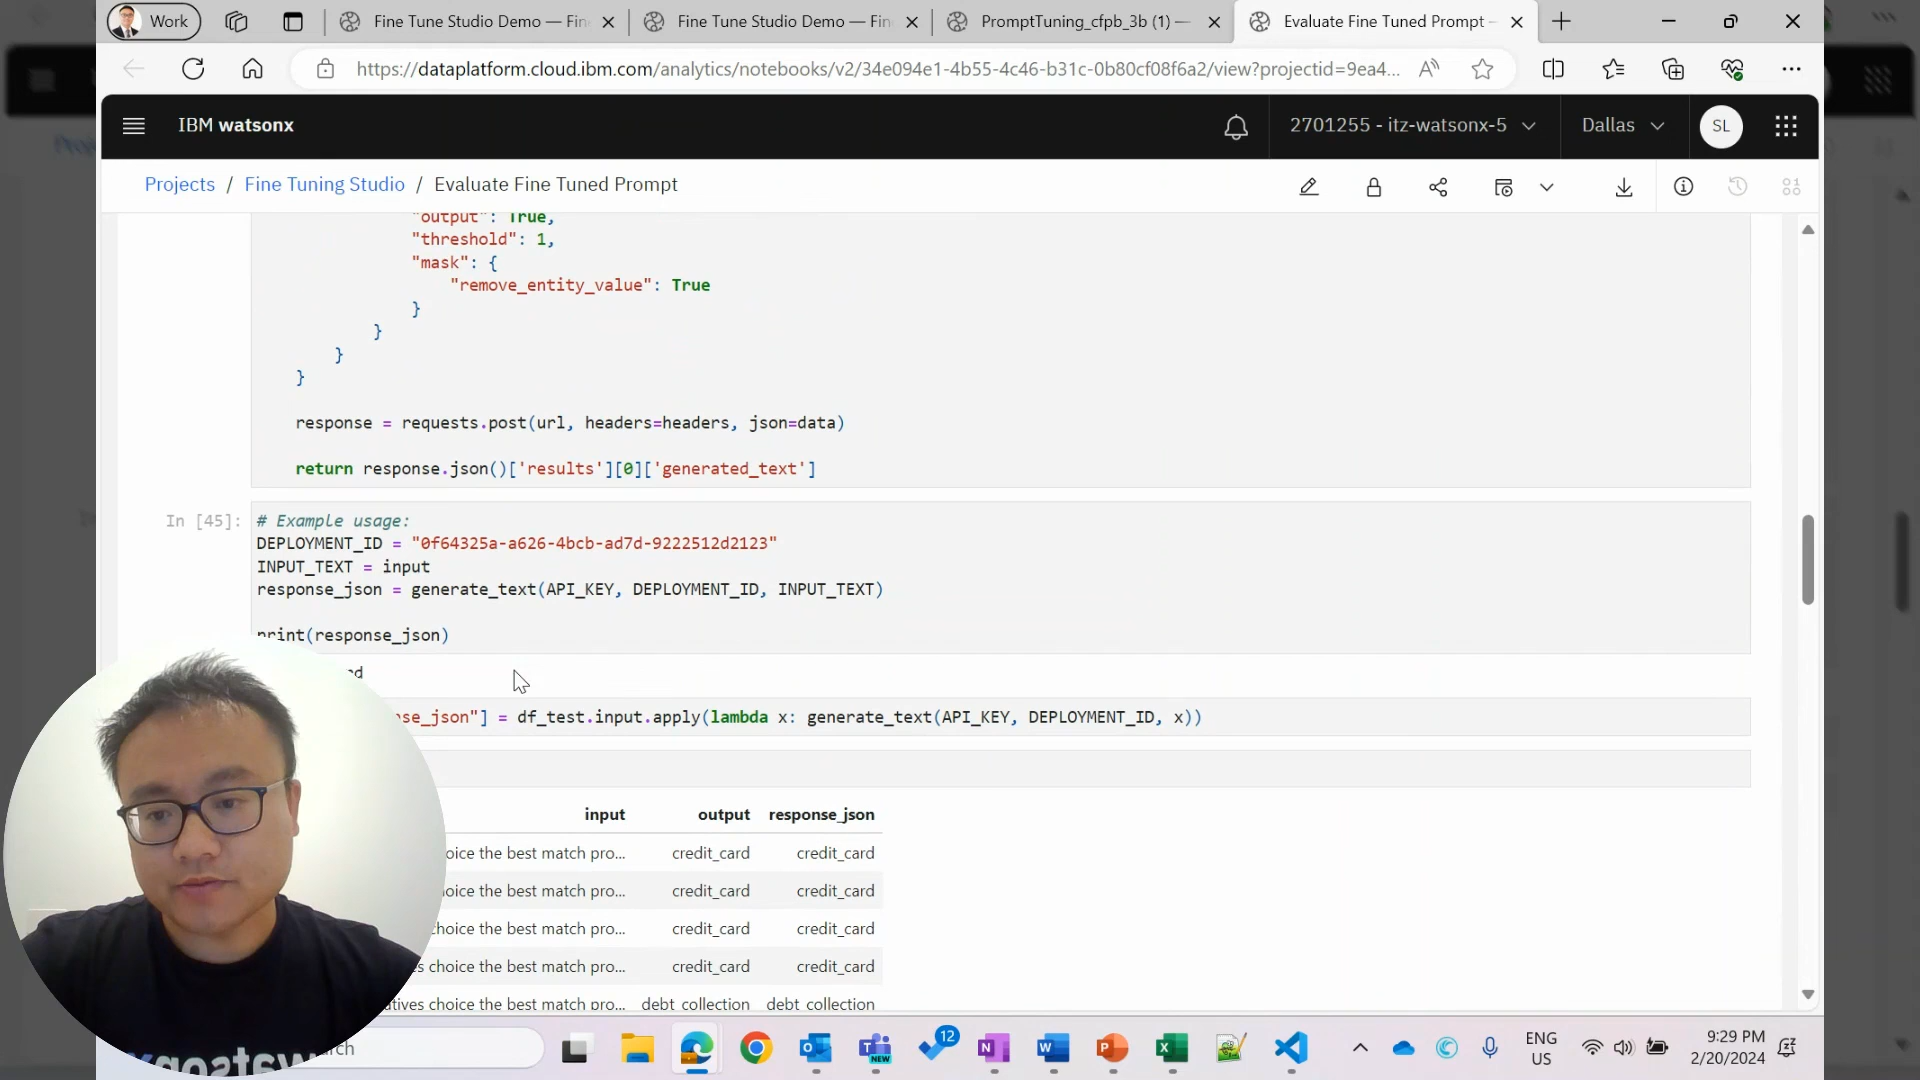 Work
Fine Tune Studio Demo — Fin
Fine Tune Studio Demo — Fin
PromptTuning_cfpb_3b (1) —
Evaluate Fine Tuned Prompt –
https://dataplatform.cloud.ibm.com/analytics/notebooks/v2/34e094e1-4b55-4c46-b31c-0b80cf08f6a2/view?projectid=9ea4...
IBM watsonx
2701255 - itz-watsonx-5
Dallas
SL
Projects / Fine Tuning Studio / Evaluate Fine Tuned Prompt
"output": True,
"threshold": 1,
"mask": {
"remove_entity_value": True
}
}
}
}
response = requests.post(url, headers=headers, json=data)
return response.json()['results'][0]['generated_text']
In [45]:
# Example usage:
DEPLOYMENT_ID = "0f64325a-a626-4bcb-ad7d-9222512d2123"
INPUT_TEXT = input
response_json = generate_text(API_KEY, DEPLOYMENT_ID, INPUT_TEXT)
print(response_json)
rd
nse_json"] = df_test.input.apply(lambda x: generate_text(API_KEY, DEPLOYMENT_ID, x))
input output response_json
oice the best match pro... credit_card credit_card
oice the best match pro... credit_card credit_card
choice the best match pro... credit_card credit_card
s choice the best match pro... credit_card credit_card
tives choice the best match pro... debt_collection debt_collection
rch
12
NEW
ENG
US
9:29 PM
2/20/2024